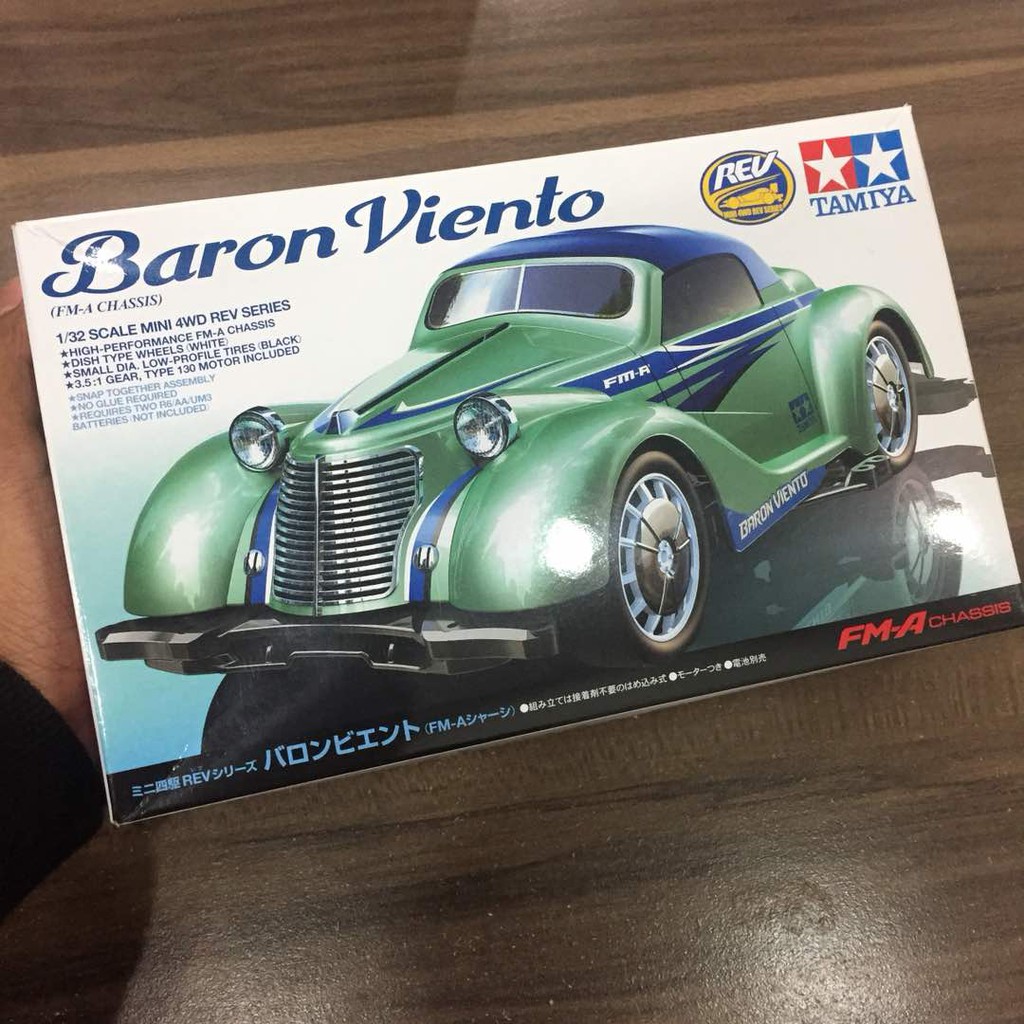 Baron Viento
(FM-A CHASSIS)
REV
MINI 4WD REV SERIES
TAMIYA
1/32 SCALE MINI 4WD REV SERIES
★HIGH-PERFORMANCE FM-A CHASSIS
★DISH TYPE WHEELS (WHITE)
★SMALL DIA. LOW-PROFILE TIRES (BLACK)
★3.5:1 GEAR, TYPE 130 MOTOR INCLUDED
★SNAP TOGETHER ASSEMBLY
★NO GLUE REQUIRED
★REQUIRES TWO R6/AA/UM3
BATTERIES (NOT INCLUDED)
FM-A
BARON VIENTO
FM-A CHASSIS
ミニ四駆 REVシリーズ バロンビエント (FM-Aシャーシ) ●組み立ては接着剤不要のはめ込み式 ●モーターつき ●電池別売